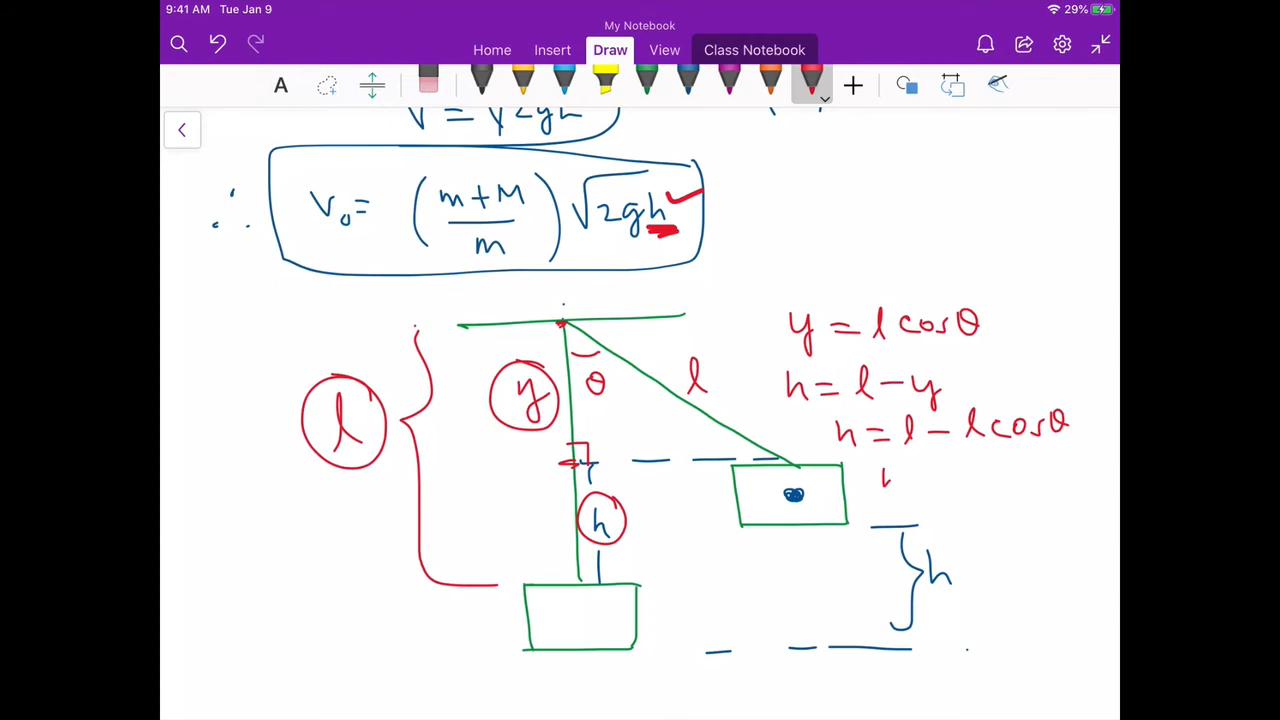 9:41 AM Tue Jan 9
29%
My Notebook
Home Insert Draw View Class Notebook
A
V = √2gh
∴ V₀ = (m+M / m) √2gh
y = l cosθ
h = l - y
h = l - l cosθ
l
y
θ
l
h
h